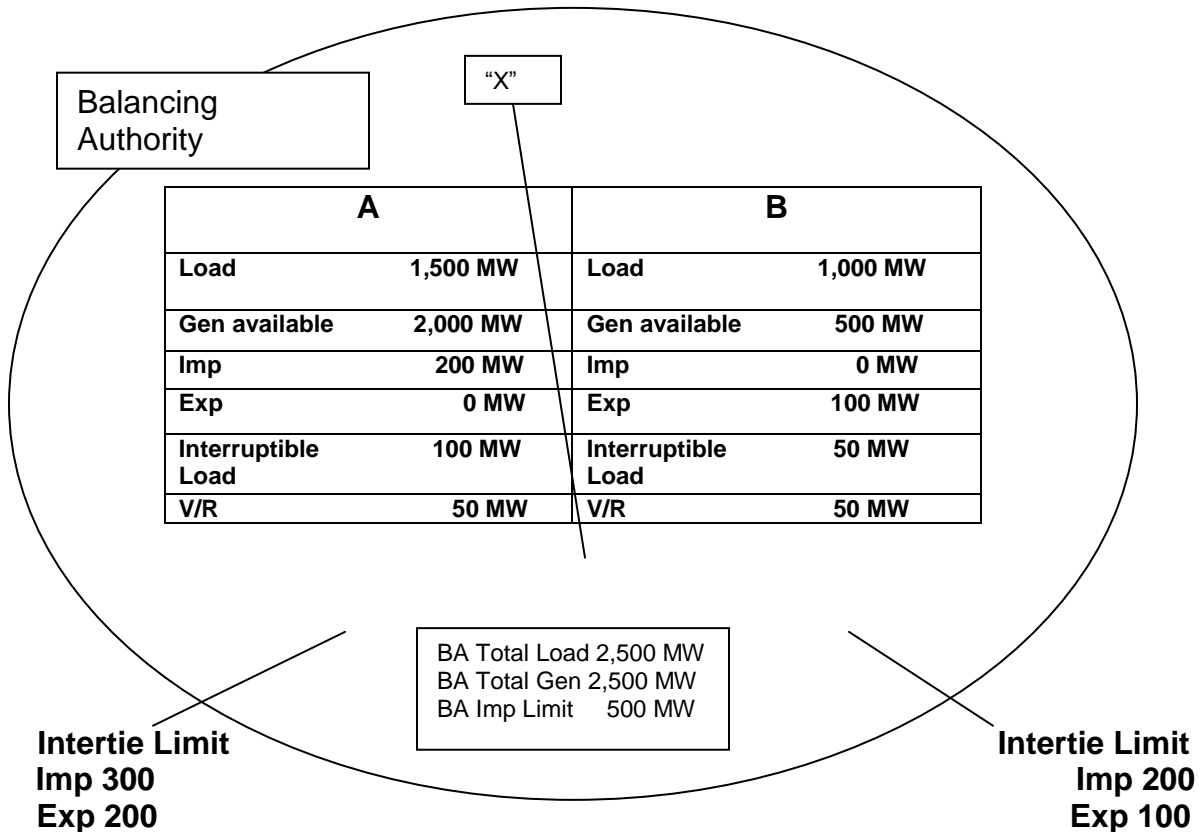 “X”
Balancing
Authority
A B
Load 1,500 MW Load 1,000 MW
Gen available 2,000 MW Gen available 500 MW
Imp 200 MW Imp 0 MW
Exp 0 MW Exp 100 MW
Interruptible 100 MW Interruptible 50 MW
Load Load
V/R 50 MW V/R 50 MW
BA Total Load 2,500 MW
BA Total Gen 2,500 MW
BA Imp Limit 500 MW
Intertie Limit
Imp 300
Exp 200
Intertie Limit
Imp 200
Exp 100